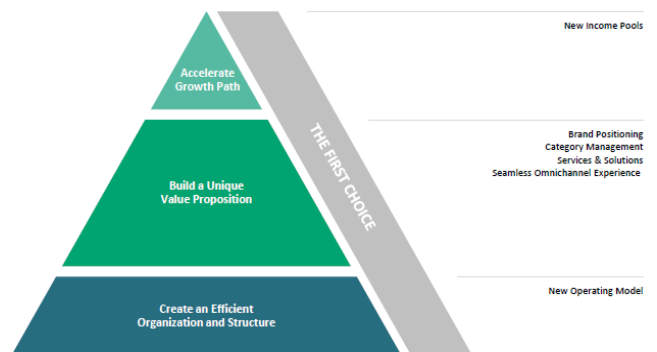 New Income Pools
Accelerate
Growth Path
THE FIRST CHOICE
Brand Positioning
Category Management
Services & Solutions
Seamless Omnichannel Experience
Build a Unique
Value Proposition
New Operating Model
Create an Efficient
Organization and Structure